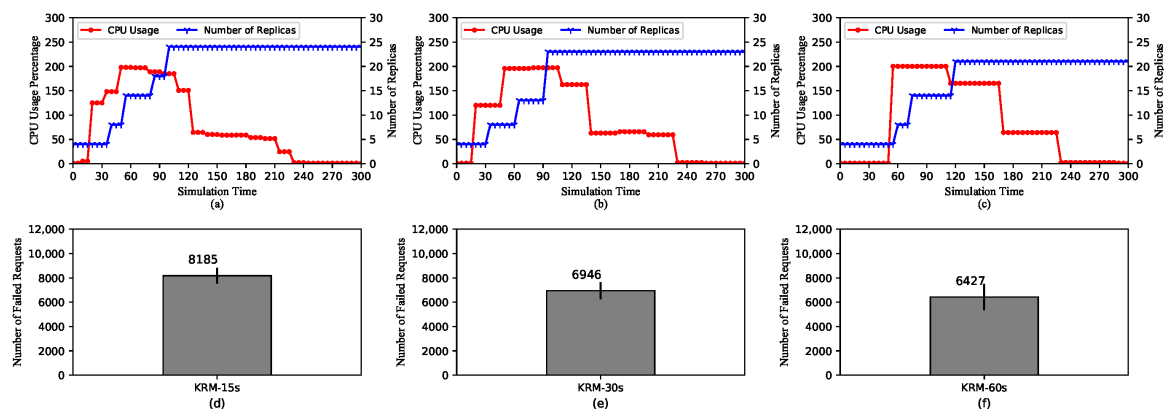 300 30 300 30 300 30
CPU Usage Number of Replicas CPU Usage Number of Replicas CPU Usage Number of Replicas
250 25 250 25 250 25
200 20 200 20 200 20
150 15 150 15 150 15
100 10 100 10 100 10
50 5 50 5 50 5
0 0 0 0 0 0
CPU Usage Percentage Number of Replicas CPU Usage Percentage Number of Replicas CPU Usage Percentage Number of Replicas
0 30 60 90 120 150 180 210 240 270 300 0 30 60 90 120 150 180 210 240 270 300 0 30 60 90 120 150 180 210 240 270 300
Simulation Time Simulation Time Simulation Time
(a) (b) (c)
12,000 12,000 12,000
10,000 10,000 10,000
8185 6946 6427
8000 8000 8000
6000 6000 6000
4000 4000 4000
2000 2000 2000
0 0 0
Number of Failed Requests Number of Failed Requests Number of Failed Requests
KRM-15s KRM-30s KRM-60s
(d) (e) (f)